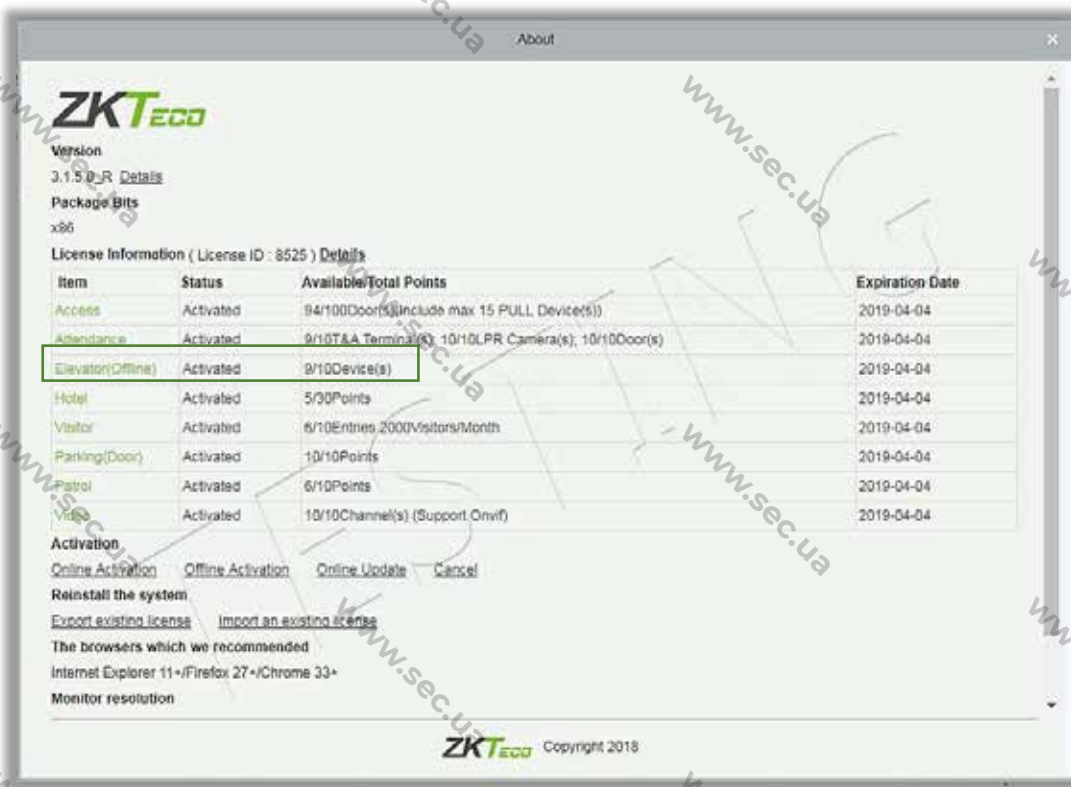 About
ZKTECO
Version
3.1.5.0_R Details
Package Bits
x86
License Information ( License ID : 8525 ) Details
Item Status Available/Total Points Expiration Date
Access Activated 94/100Door(s)(Include max 15 PULL Device(s)) 2019-04-04
Attendance Activated 9/10T&A Terminal(s); 10/10LPR Camera(s); 10/10Door(s) 2019-04-04
Elevator(Offline) Activated 9/10Device(s) 2019-04-04
Hotel Activated 5/30Points 2019-04-04
Visitor Activated 6/10Entries 2000Visitors/Month 2019-04-04
Parking(Door) Activated 10/10Points 2019-04-04
Patrol Activated 6/10Points 2019-04-04
Video Activated 10/10Channel(s) (Support Onvif) 2019-04-04
Activation
Online Activation Offline Activation Online Update Cancel
Reinstall the system
Export existing license Import an existing license
The browsers which we recommended
Internet Explorer 11+/Firefox 27+/Chrome 33+
Monitor resolution
ZKTECO Copyright 2018
TESTING
www.sec.ua